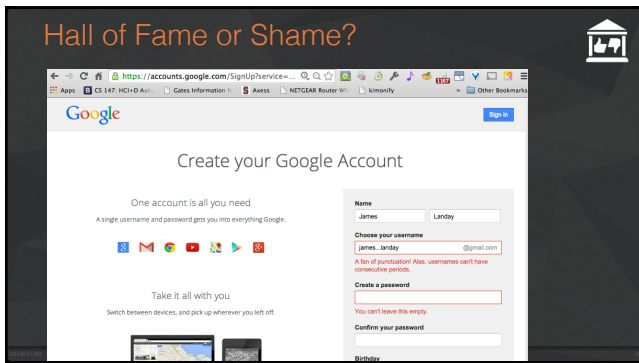 Hall of Fame or Shame?
https://accounts.google.com/SignUp?service=...
1167
Apps
CS 147: HCI+D Aut
Gates Information
Axess
NETGEAR Router
kimonify
»
Other Bookmarks
Google
Sign in
Create your Google Account
One account is all you need
A single username and password gets you into everything Google.
Take it all with you
Switch between devices, and pick up wherever you left off.
Name
James
Landay
Choose your username
james...landay
@gmail.com
A fan of punctuation! Alas, usernames can't have
consecutive periods.
Create a password
You can't leave this empty.
Confirm your password
Birthday